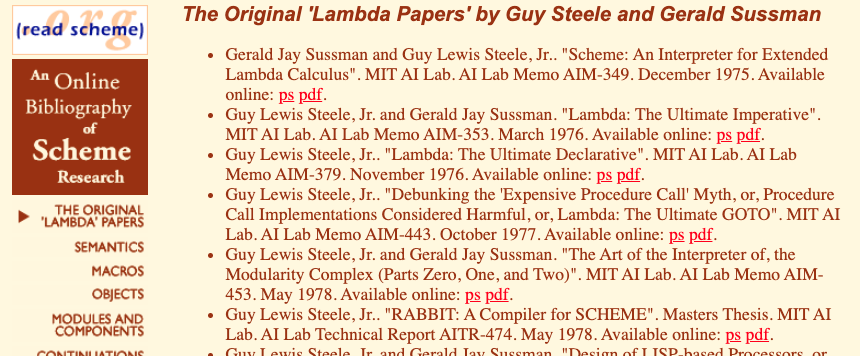 org
(read scheme)
An Online
Bibliography
of
Scheme
Research
THE ORIGINAL
'LAMBDA' PAPERS
SEMANTICS
MACROS
OBJECTS
MODULES AND
COMPONENTS
CONTINUATIONS
The Original 'Lambda Papers' by Guy Steele and Gerald Sussman
• Gerald Jay Sussman and Guy Lewis Steele, Jr.. "Scheme: An Interpreter for Extended
Lambda Calculus". MIT AI Lab. AI Lab Memo AIM-349. December 1975. Available
online: ps pdf.
• Guy Lewis Steele, Jr. and Gerald Jay Sussman. "Lambda: The Ultimate Imperative".
MIT AI Lab. AI Lab Memo AIM-353. March 1976. Available online: ps pdf.
• Guy Lewis Steele, Jr.. "Lambda: The Ultimate Declarative". MIT AI Lab. AI Lab
Memo AIM-379. November 1976. Available online: ps pdf.
• Guy Lewis Steele, Jr.. "Debunking the 'Expensive Procedure Call' Myth, or, Procedure
Call Implementations Considered Harmful, or, Lambda: The Ultimate GOTO". MIT AI
Lab. AI Lab Memo AIM-443. October 1977. Available online: ps pdf.
• Guy Lewis Steele, Jr. and Gerald Jay Sussman. "The Art of the Interpreter of, the
Modularity Complex (Parts Zero, One, and Two)". MIT AI Lab. AI Lab Memo AIM-
453. May 1978. Available online: ps pdf.
• Guy Lewis Steele, Jr.. "RABBIT: A Compiler for SCHEME". Masters Thesis. MIT AI
Lab. AI Lab Technical Report AITR-474. May 1978. Available online: ps pdf.
• Guy Lewis Steele, Jr. and Gerald Jay Sussman. "Design of LISP-based Processors, or